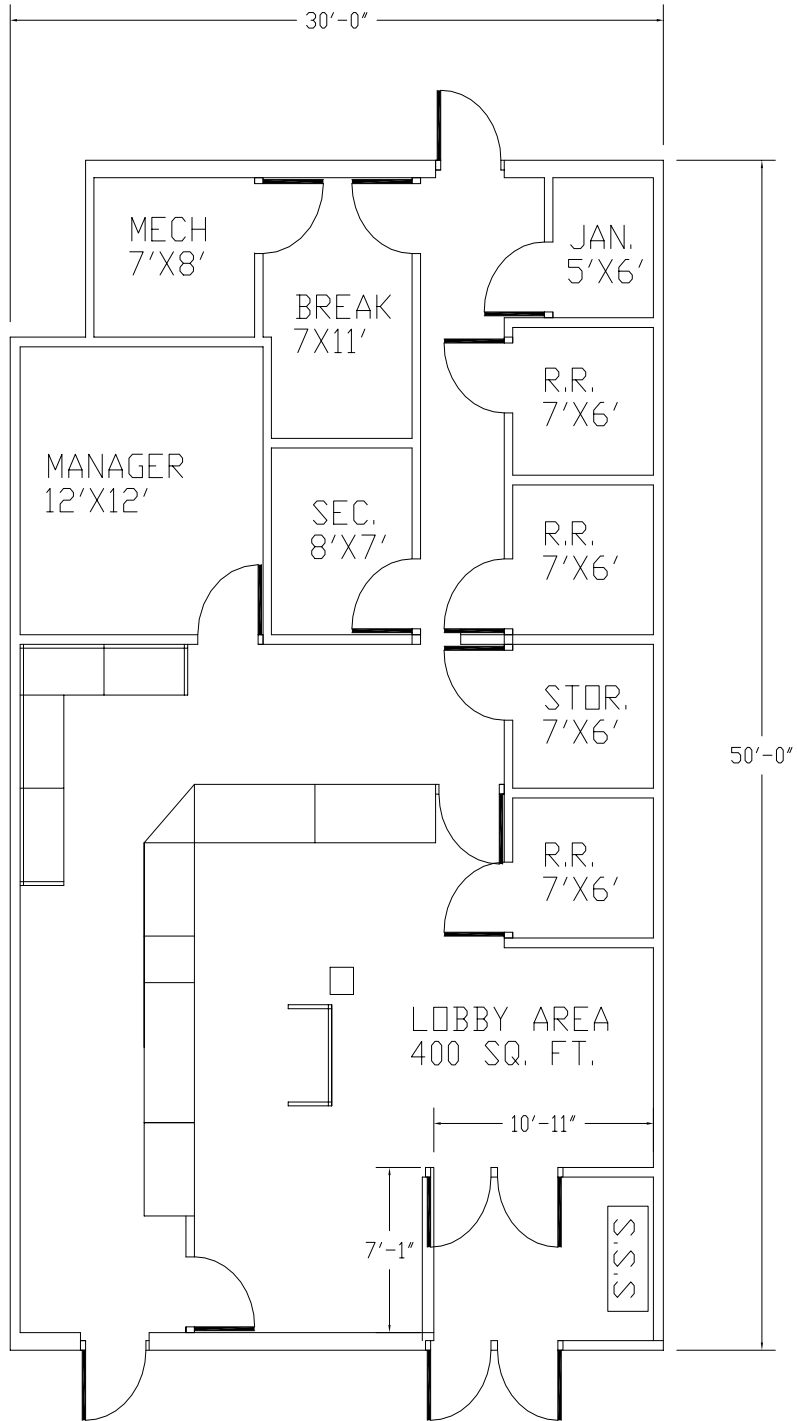 30'-0"
MECH
7'X8'
JAN.
5'X6'
BREAK
7X11'
R.R.
7'X6'
MANAGER
12'X12'
SEC.
8'X7'
R.R.
7'X6'
STOR.
7'X6'
50'-0"
R.R.
7'X6'
LOBBY AREA
400 SQ. FT.
10'-11"
7'-1"
S.S.S